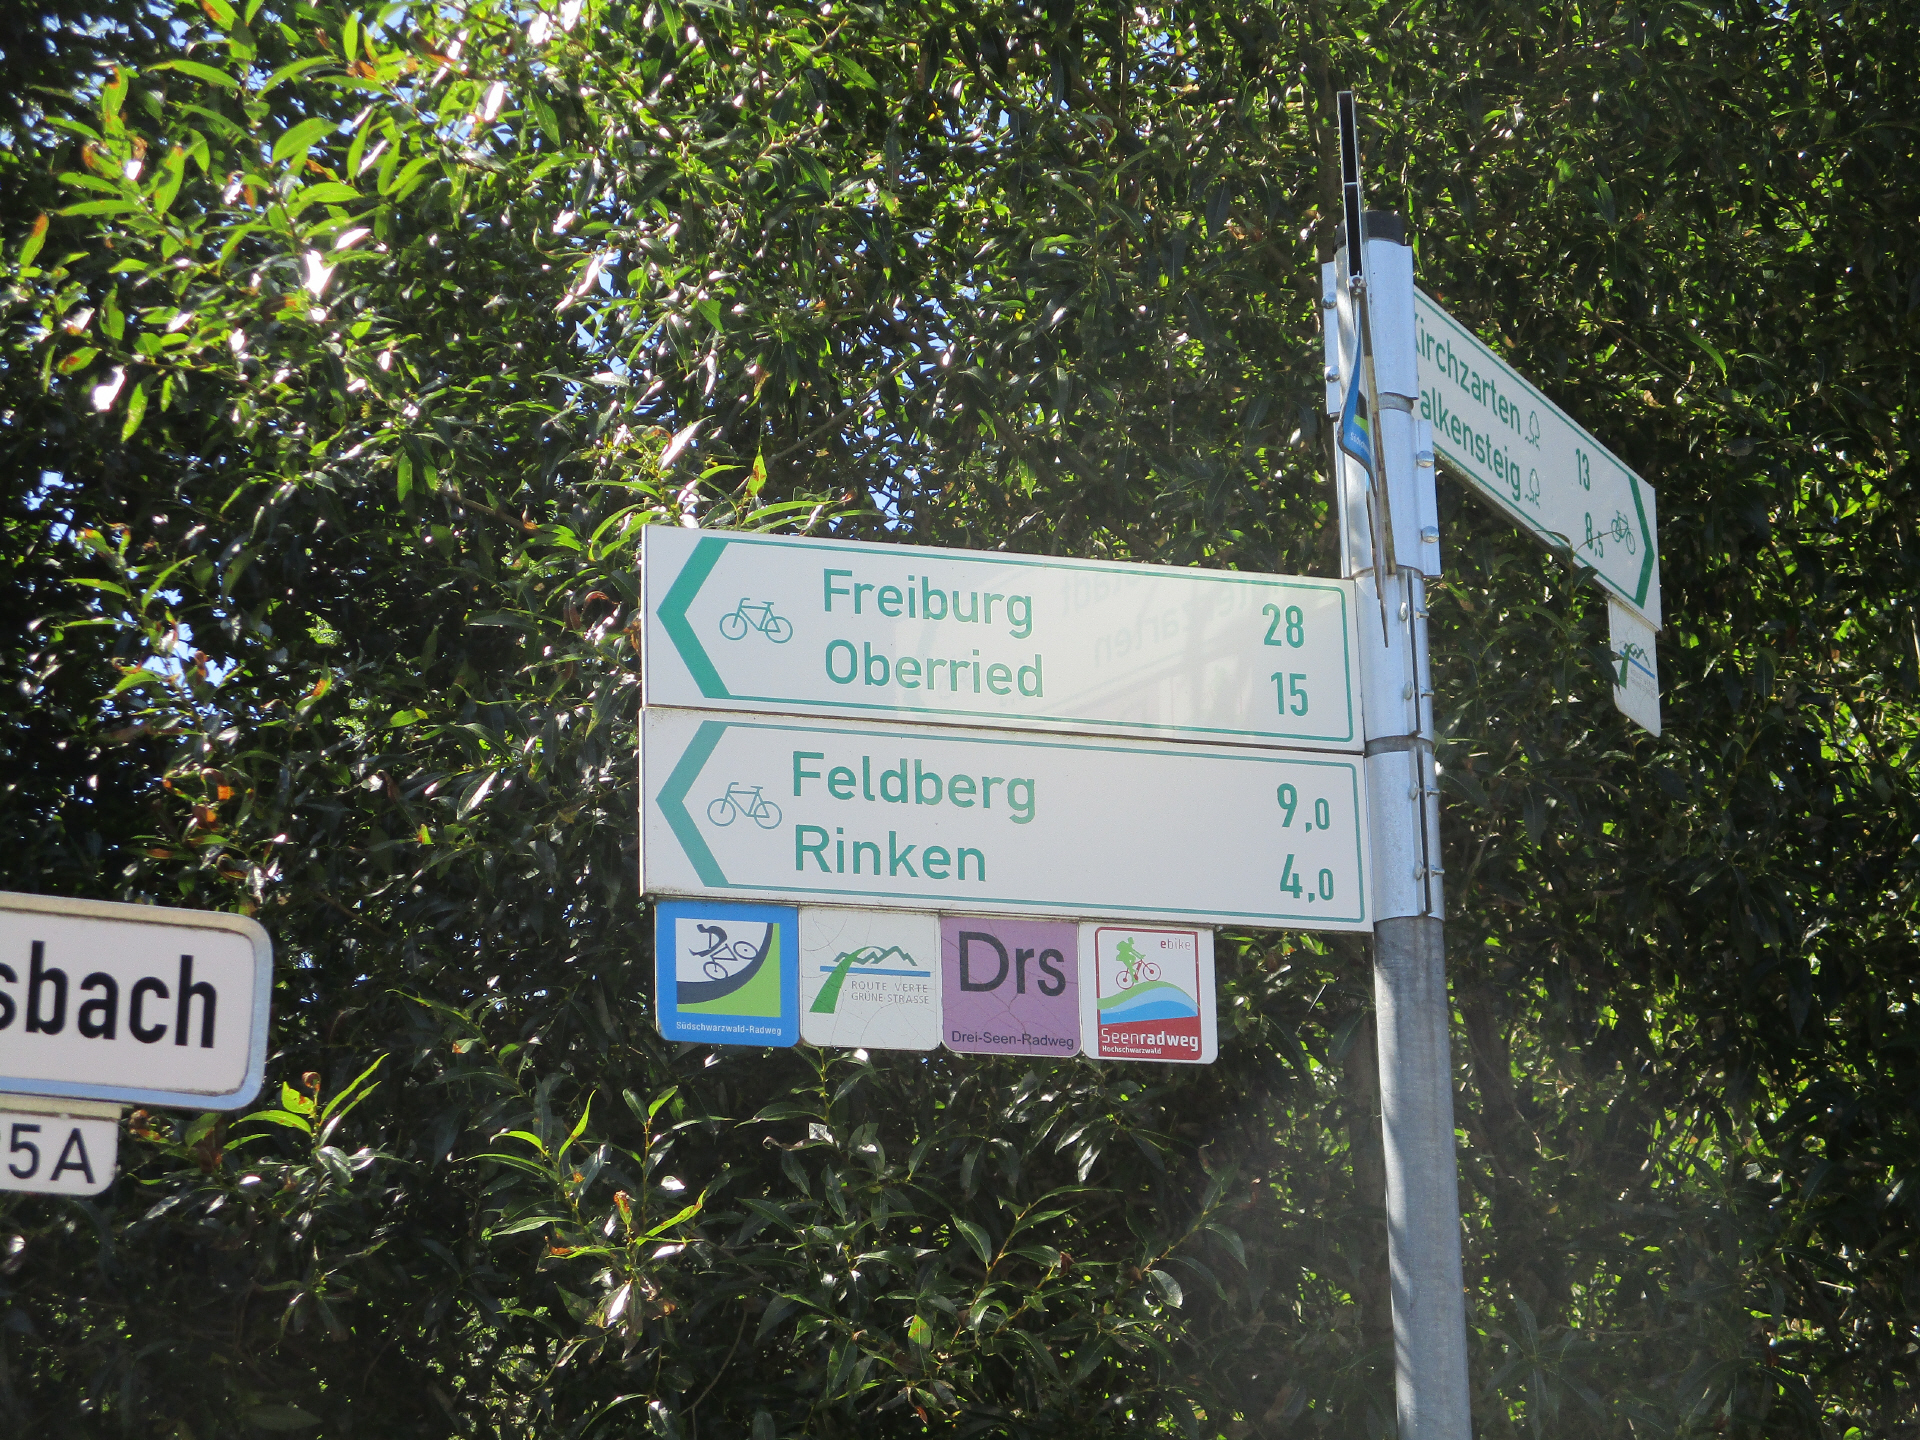 irchzarten 13
alkensteig 8,5
Freiburg 28
Oberried 15
Feldberg 9,0
Rinken 4,0
Südschwarzwald-Radweg
ROUTE VERTE
GRÜNE STRASSE
Drs
Drei-Seen-Radweg
ebike
Seenradweg
Hochschwarzwald
sbach
5A